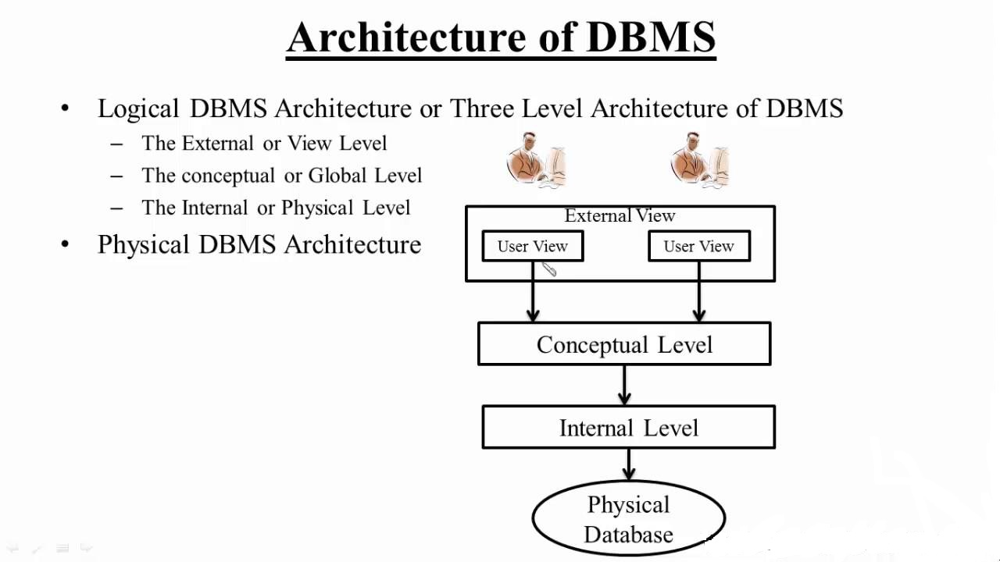 Architecture of DBMS
• Logical DBMS Architecture or Three Level Architecture of DBMS
– The External or View Level
– The conceptual or Global Level
– The Internal or Physical Level
• Physical DBMS Architecture
External View
User View
User View
Conceptual Level
Internal Level
Physical
Database